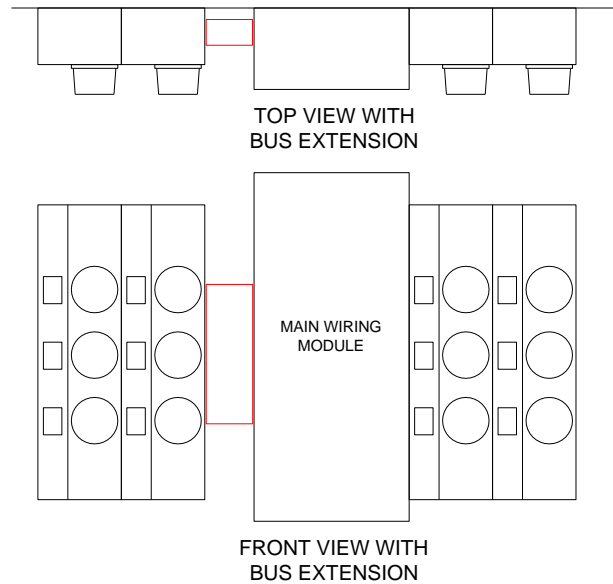 TOP VIEW WITH
BUS EXTENSION
MAIN WIRING
MODULE
FRONT VIEW WITH
BUS EXTENSION